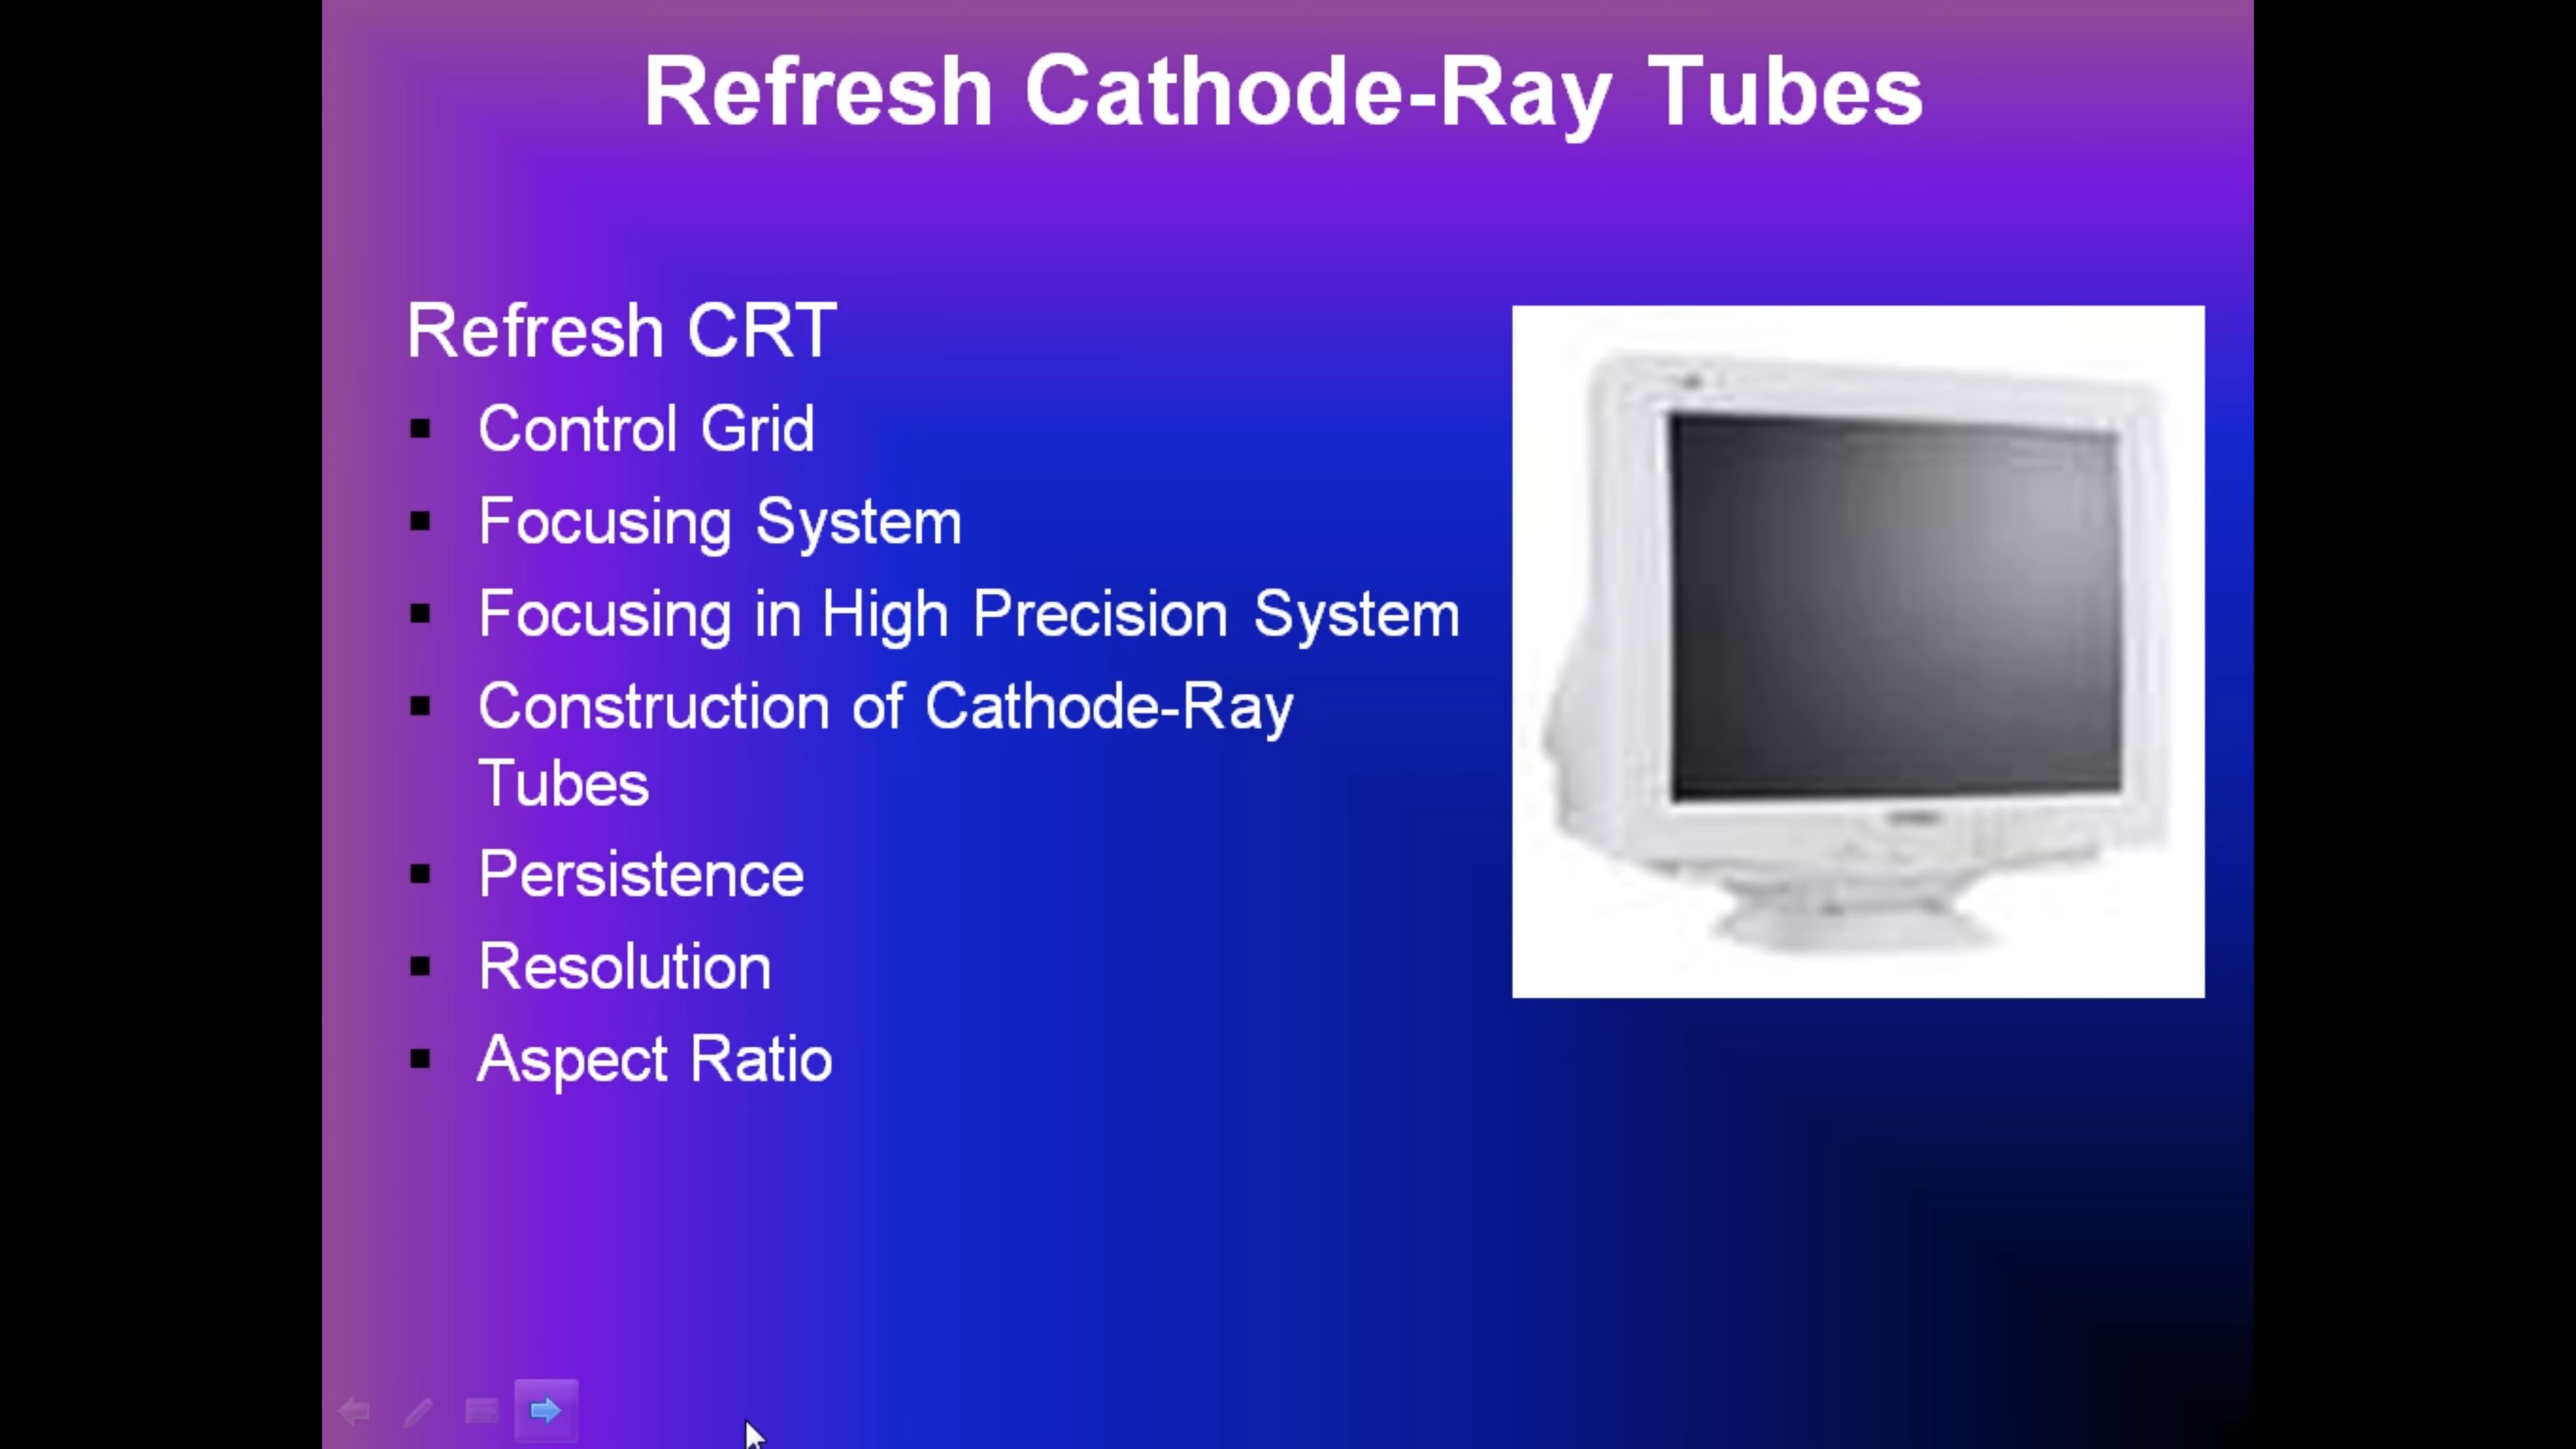 Refresh Cathode-Ray Tubes
Refresh CRT
▪ Control Grid
▪ Focusing System
▪ Focusing in High Precision System
▪ Construction of Cathode-Ray
Tubes
▪ Persistence
▪ Resolution
▪ Aspect Ratio